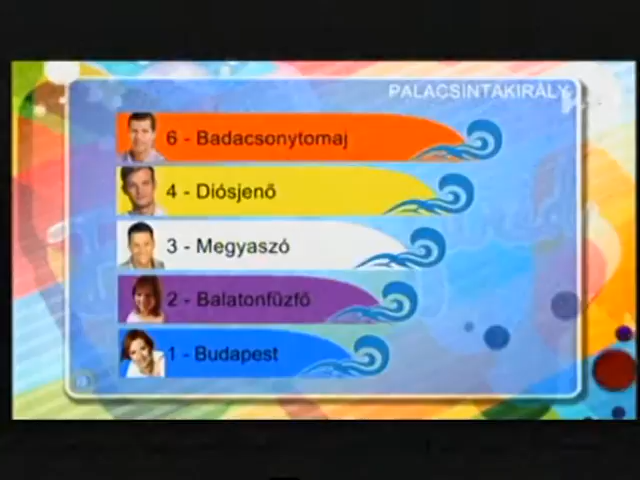 PALACSINTAKIRÁLY
6 - Badacsonytomaj
4 - Diósjenő
3 - Megyaszó
2 - Balatonfűzfő
1 - Budapest